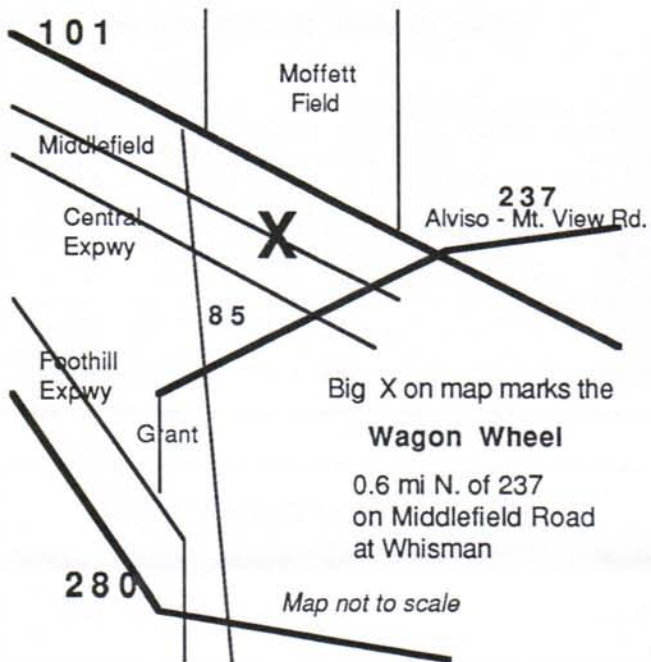 101
Moffett
Field
Middlefield
237
Central
Expwy
X
Alviso - Mt. View Rd.
85
Foothill
Expwy
Big X on map marks the
Grant
Wagon Wheel
0.6 mi N. of 237
on Middlefield Road
at Whisman
280
Map not to scale